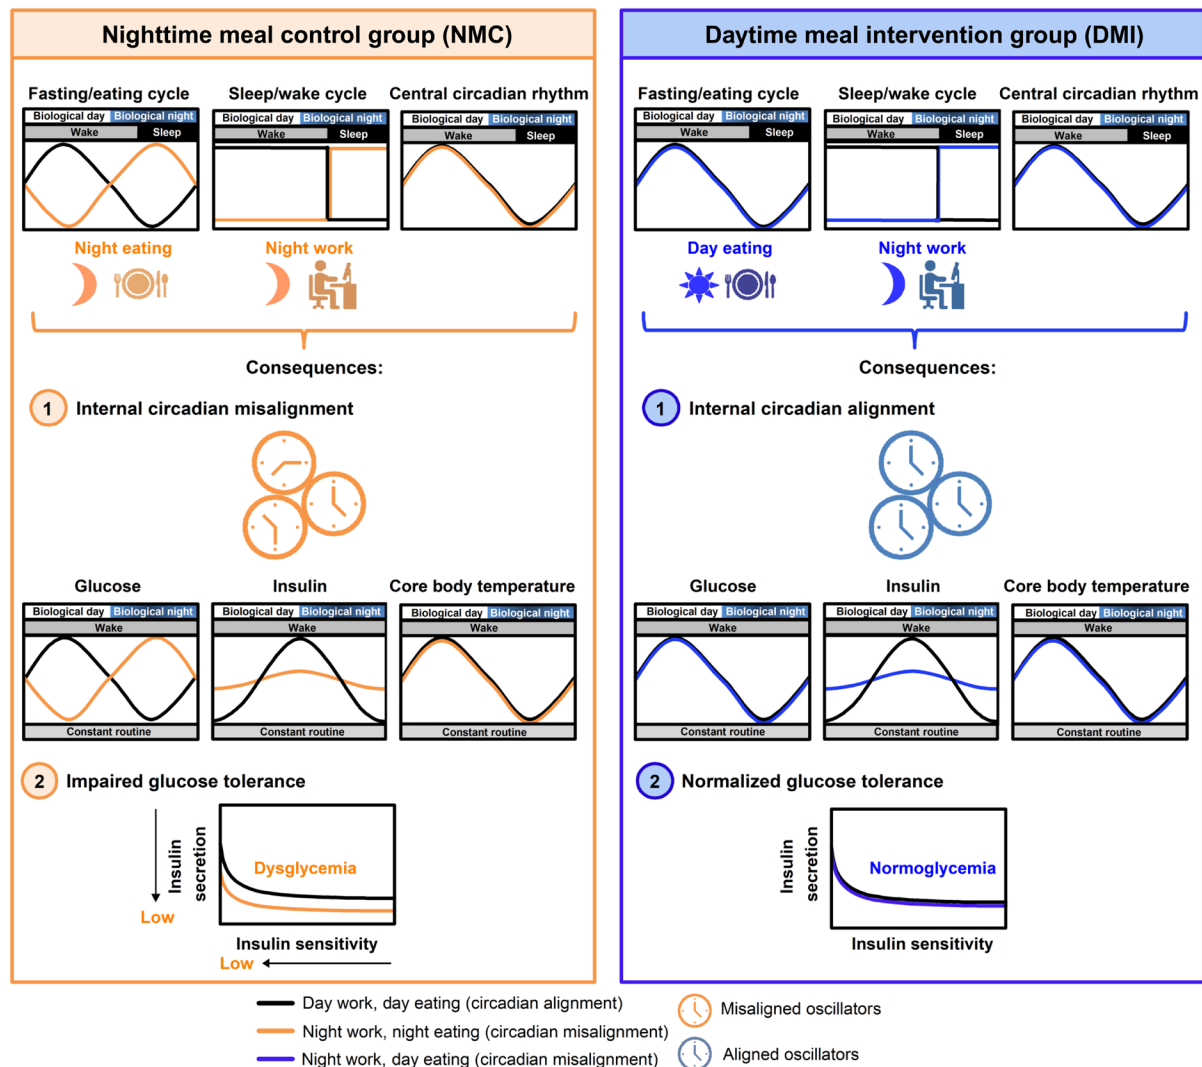 Nighttime meal control group (NMC)
Fasting/eating cycle
Sleep/wake cycle
Central circadian rhythm
Biological day Biological night
Wake Sleep
Biological day Biological night
Wake Sleep
Biological day Biological night
Wake Sleep
Night eating
Night work
Consequences:
1 Internal circadian misalignment
Glucose
Insulin
Core body temperature
Biological day Biological night
Wake
Constant routine
Biological day Biological night
Wake
Constant routine
Biological day Biological night
Wake
Constant routine
2 Impaired glucose tolerance
Insulin
secretion
Low
Dysglycemia
Insulin sensitivity
Low
Daytime meal intervention group (DMI)
Fasting/eating cycle
Sleep/wake cycle
Central circadian rhythm
Biological day Biological night
Wake Sleep
Biological day Biological night
Wake Sleep
Biological day Biological night
Wake Sleep
Day eating
Night work
Consequences:
1 Internal circadian alignment
Glucose
Insulin
Core body temperature
Biological day Biological night
Wake
Constant routine
Biological day Biological night
Wake
Constant routine
Biological day Biological night
Wake
Constant routine
2 Normalized glucose tolerance
Insulin
secretion
Normoglycemia
Insulin sensitivity
Day work, day eating (circadian alignment)
Night work, night eating (circadian misalignment)
Night work, day eating (circadian misalignment)
Misaligned oscillators
Aligned oscillators